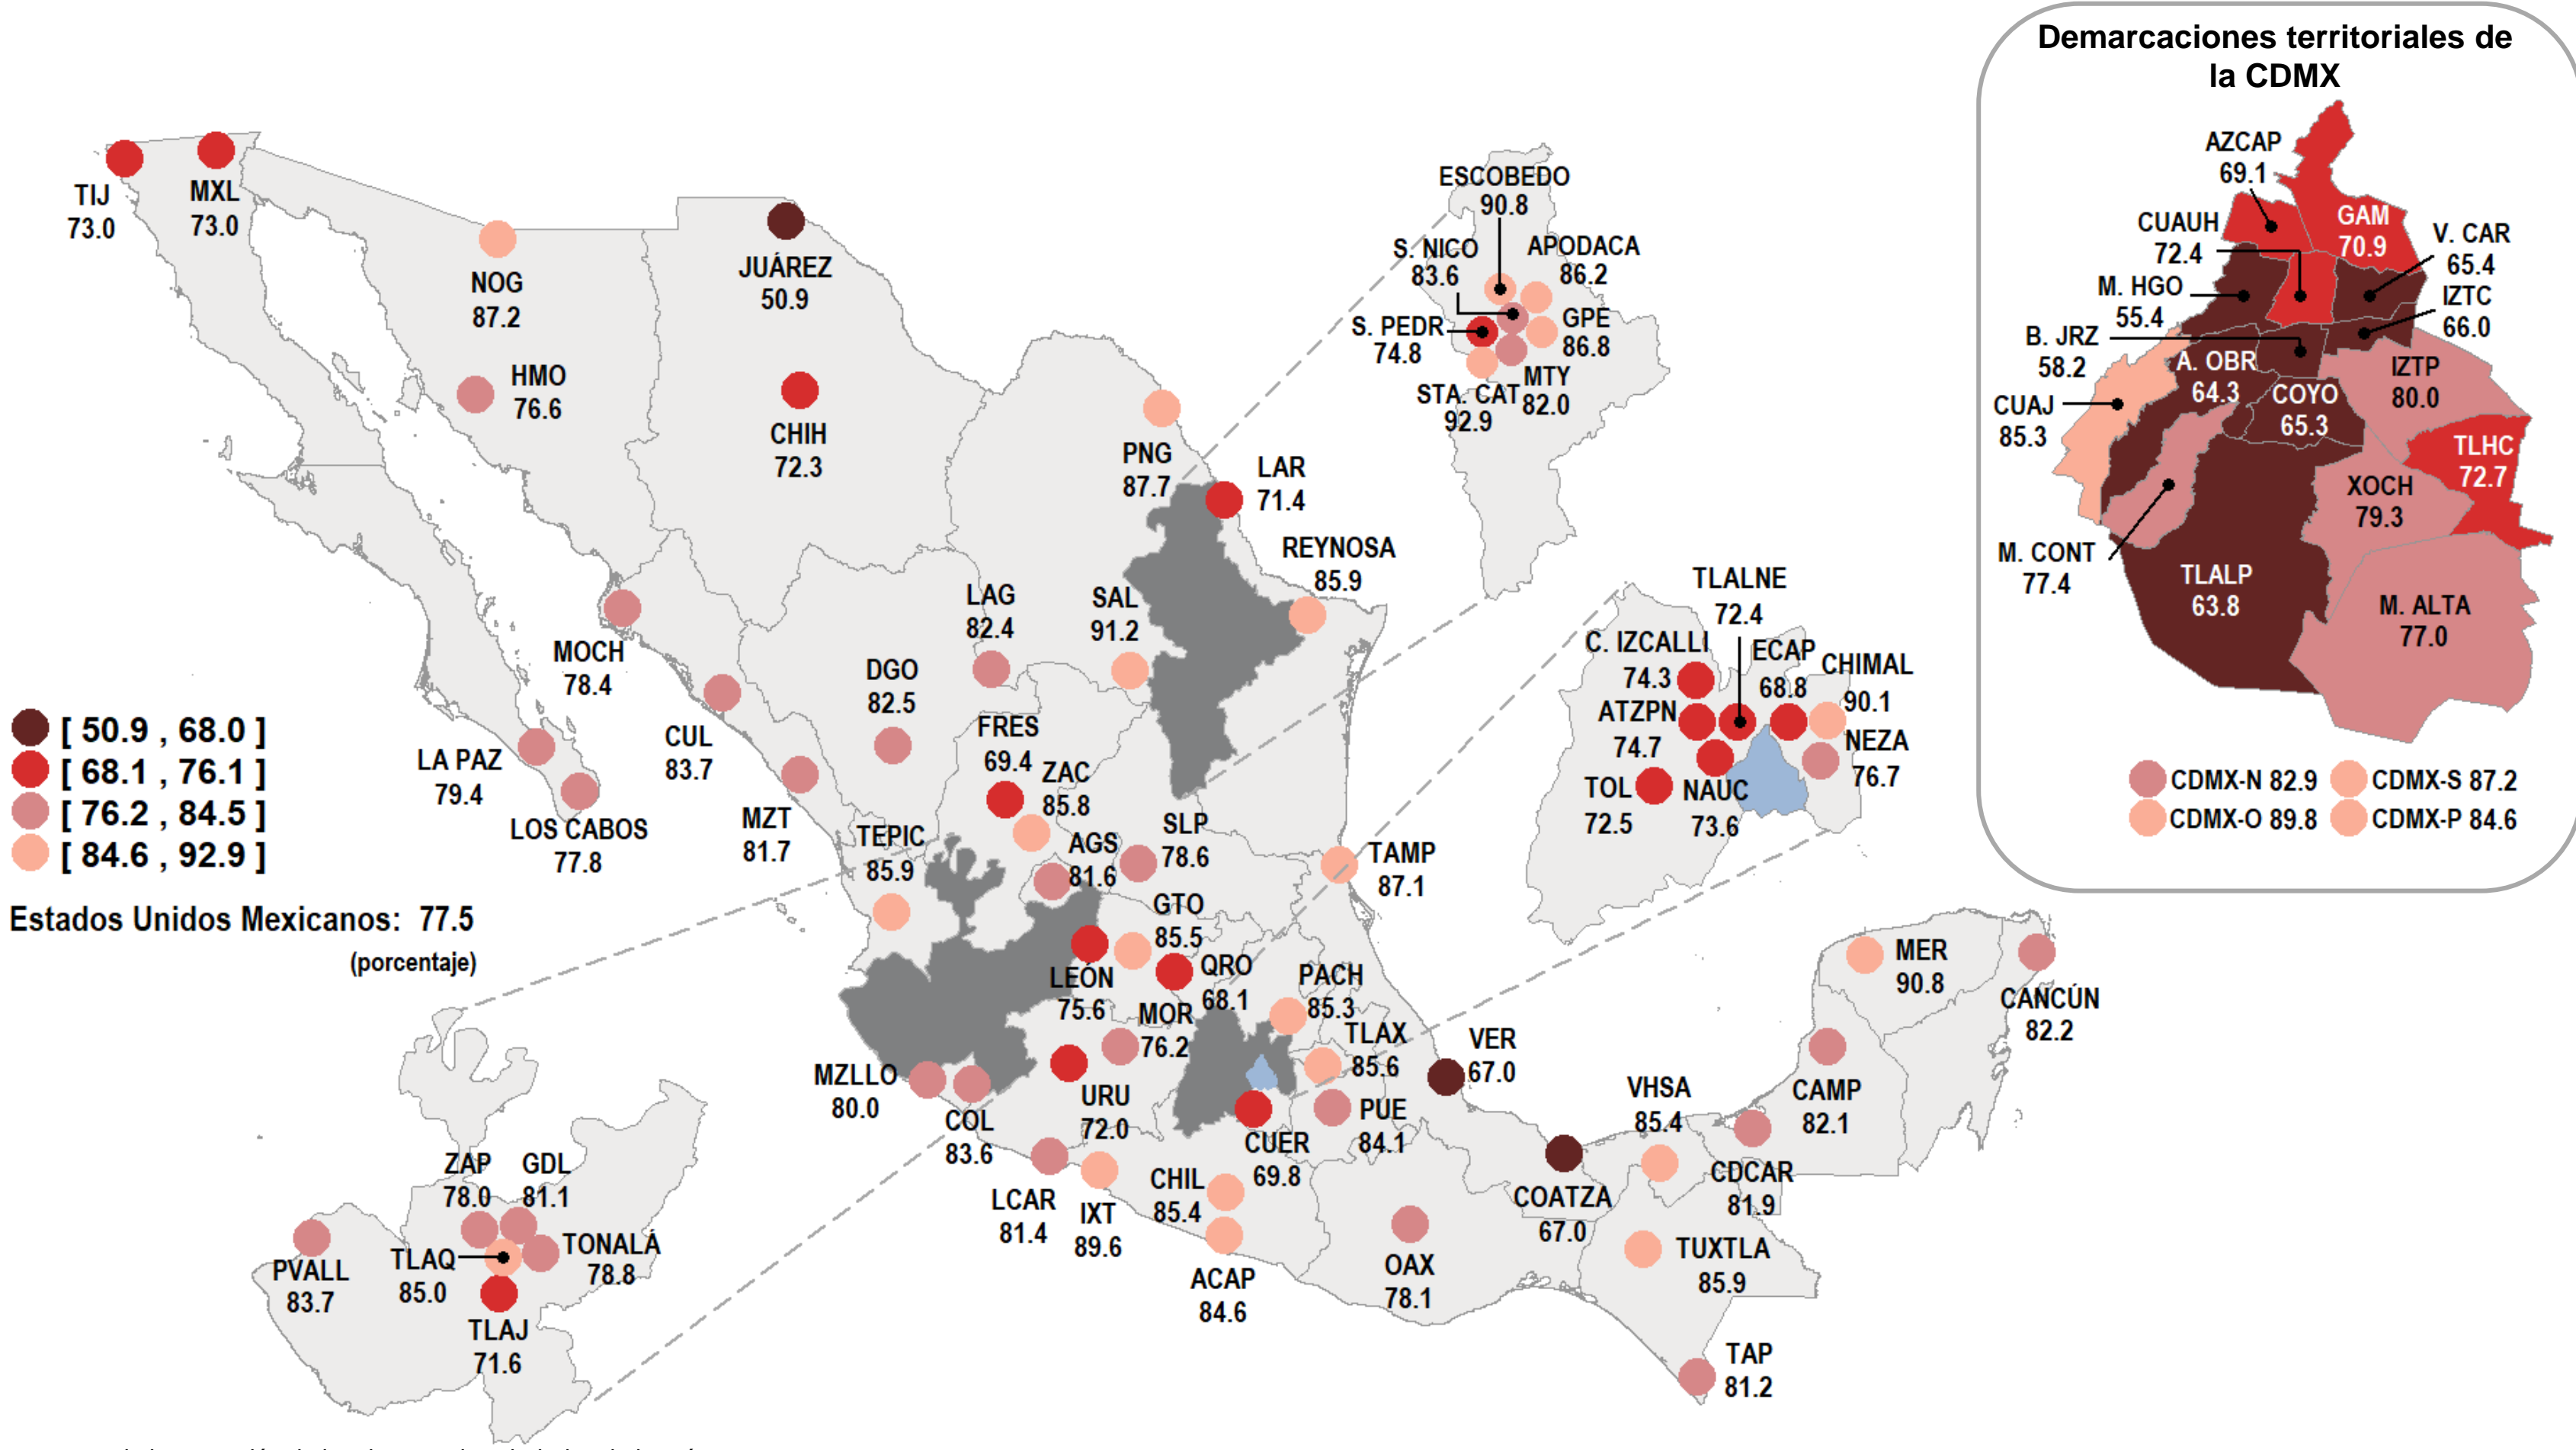 Demarcaciones territoriales de
la CDMX
AZCAP
69.1
CUAUH
72.4
GAM
70.9
V. CAR
65.4
M. HGO
55.4
IZTC
66.0
B. JRZ
58.2
A. OBR
64.3
IZTP
80.0
COYO
65.3
CUAJ
85.3
TLHC
72.7
XOCH
79.3
M. CONT
77.4
TLALP
63.8
M. ALTA
77.0
CDMX-N 82.9
CDMX-S 87.2
CDMX-O 89.8
CDMX-P 84.6
TIJ
73.0
MXL
73.0
NOG
87.2
HMO
76.6
JUÁREZ
50.9
CHIH
72.3
ESCOBEDO
90.8
S. NICO
83.6
APODACA
86.2
S. PEDR
74.8
GPE
86.8
STA. CAT
92.9
MTY
82.0
PNG
87.7
LAR
71.4
REYNOSA
85.9
LAG
82.4
SAL
91.2
MOCH
78.4
DGO
82.5
CUL
83.7
LA PAZ
79.4
LOS CABOS
77.8
MZT
81.7
FRES
69.4
ZAC
85.8
TEPIC
85.9
AGS
81.6
SLP
78.6
TAMP
87.1
TLALNE
72.4
C. IZCALLI
74.3
ECAP
68.8
CHIMAL
90.1
ATZPN
74.7
NEZA
76.7
TOL
72.5
NAUC
73.6
[ 50.9 , 68.0 ]
[ 68.1 , 76.1 ]
[ 76.2 , 84.5 ]
[ 84.6 , 92.9 ]
Estados Unidos Mexicanos: 77.5
(porcentaje)
GTO
85.5
LEÓN
75.6
QRO
68.1
PACH
85.3
MOR
76.2
TLAX
85.6
VER
67.0
MZLLO
80.0
COL
83.6
URU
72.0
CUER
69.8
PUE
84.1
LCAR
81.4
IXT
89.6
CHIL
85.4
ACAP
84.6
OAX
78.1
COATZA
67.0
VHSA
85.4
CDCAR
81.9
CAMP
82.1
MER
90.8
CANCÚN
82.2
TUXTLA
85.9
TAP
81.2
ZAP
78.0
GDL
81.1
PVALL
83.7
TLAQ
85.0
TONALÁ
78.8
TLAJ
71.6